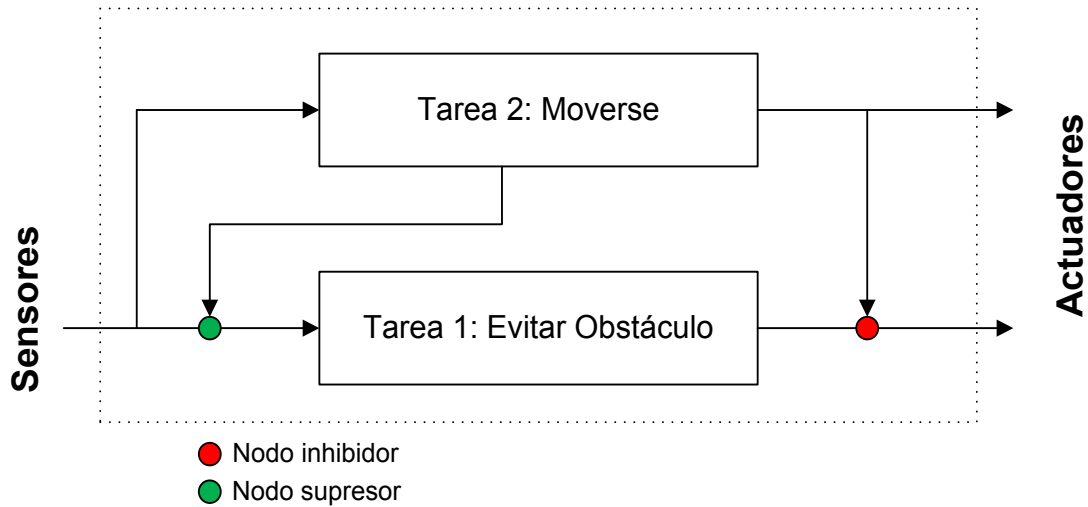 Tarea 2: Moverse
Sensores
Actuadores
Tarea 1: Evitar Obstáculo
Nodo inhibidor
Nodo supresor